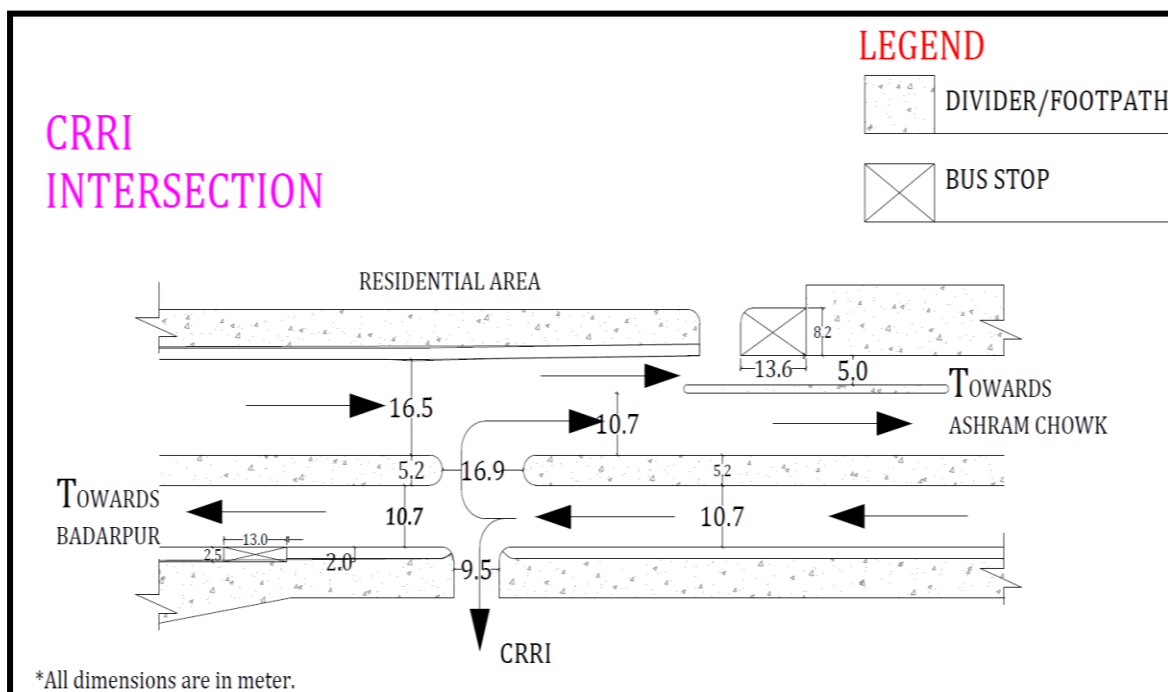 LEGEND
DIVIDER/FOOTPATH
BUS STOP
CRRI
INTERSECTION
RESIDENTIAL AREA
8.2
13.6
5.0
TOWARDS
ASHRAM CHOWK
16.5
10.7
5.2
16.9
5.2
TOWARDS
BADARPUR
10.7
10.7
13.0
2.5
2.0
9.5
CRRI
*All dimensions are in meter.